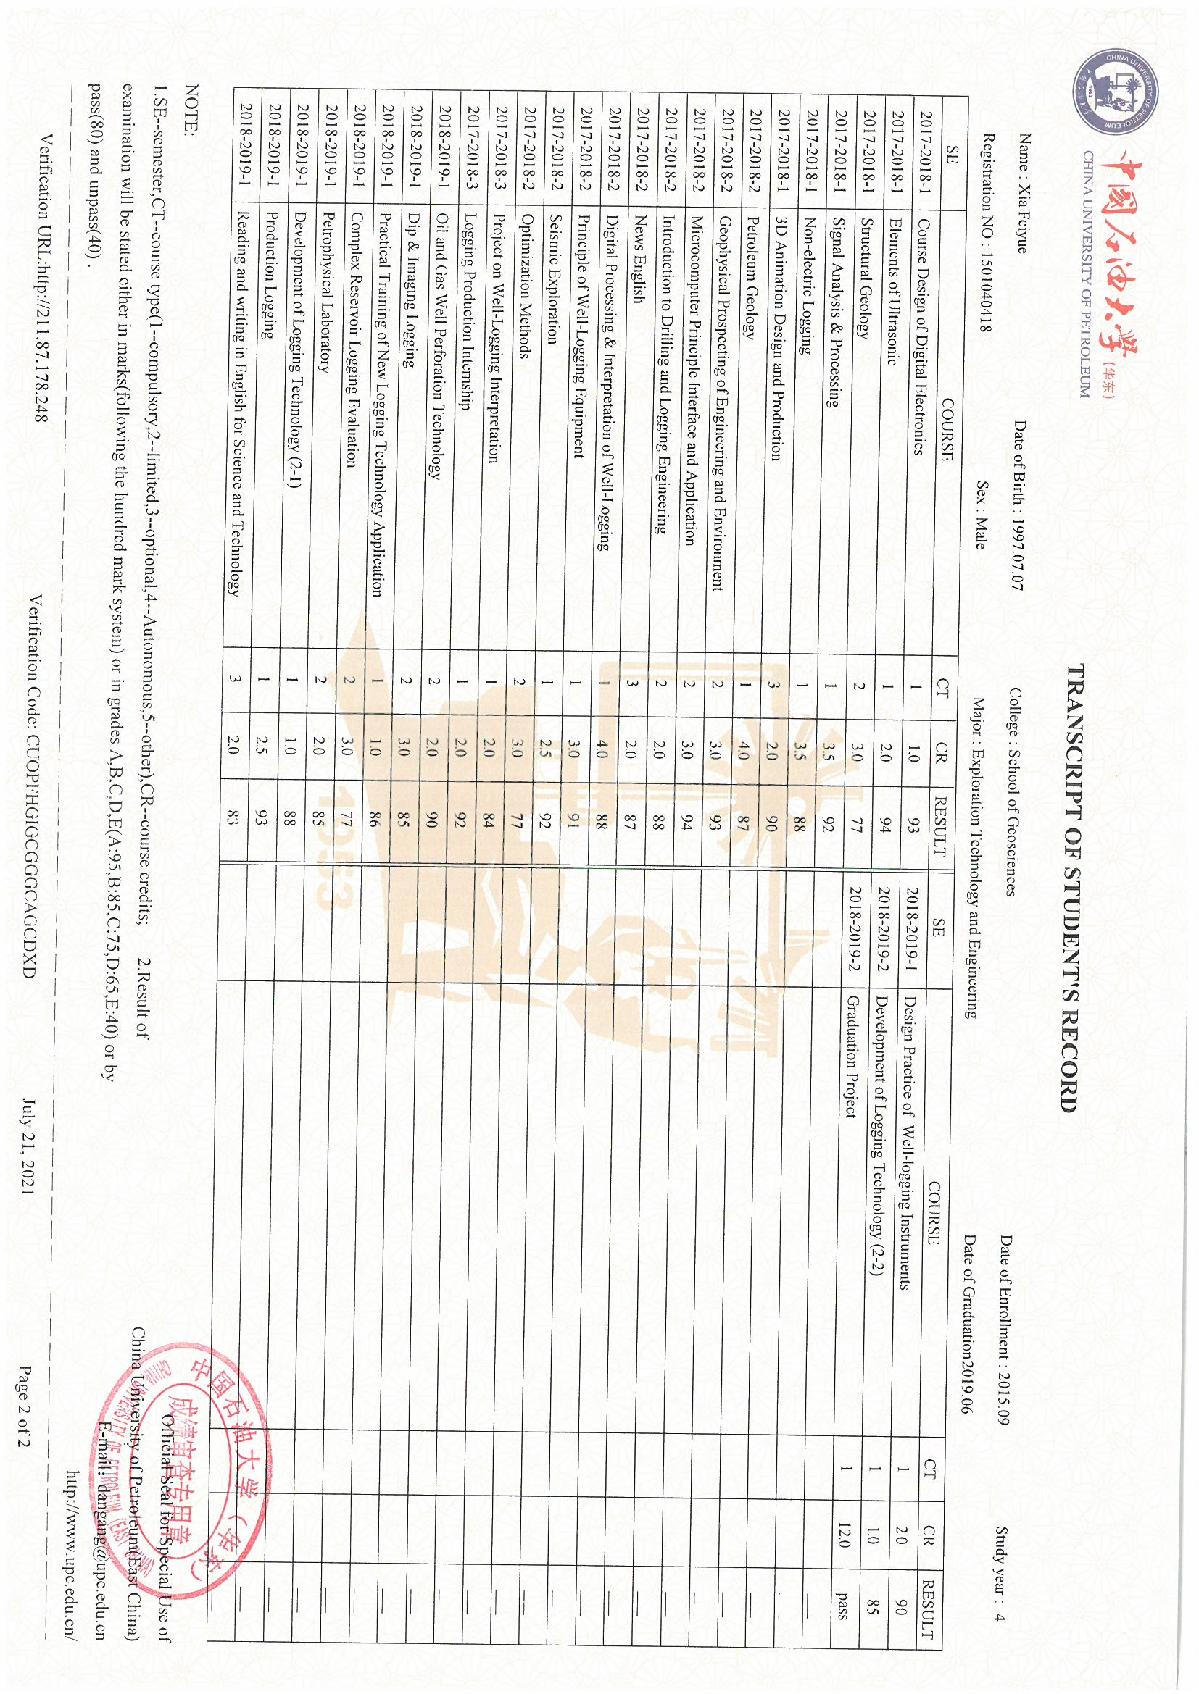 中国石油大学(华东)
CHINA UNIVERSITY OF PETROLEUM
TRANSCRIPT OF STUDENT'S RECORD
Name : Xia Feiyue Date of Birth : 1997.07.07 College : School of Geosciences Date of Enrollment : 2015.09 Study year : 4
Registration NO : 1501040418 Sex : Male Major : Exploration Technology and Engineering Date of Graduation2019.06
SE COURSE CT CR RESULT SE COURSE CT CR RESULT
2017-2018-1 Course Design of Digital Electronics 1 1.0 93 2018-2019-1 Design Practice of Well-logging Instruments 1 2.0 90
2017-2018-1 Elements of Ultrasonic 1 2.0 94 2018-2019-2 Development of Logging Technology (2-2) 1 1.0 85
2017-2018-1 Structural Geology 2 3.0 77 2018-2019-2 Graduation Project 1 12.0 pass
2017-2018-1 Signal Analysis & Processing 1 3.5 92
2017-2018-1 Non-electric Logging 1 3.5 88
2017-2018-1 3D Animation Design and Production 3 2.0 90
2017-2018-2 Petroleum Geology 1 4.0 87
2017-2018-2 Geophysical Prospecting of Engineering and Environment 2 3.0 93
2017-2018-2 Microcomputer Principle Interface and Application 2 3.0 94
2017-2018-2 Introduction to Drilling and Logging Engineering 2 2.0 88
2017-2018-2 News English 3 2.0 87
2017-2018-2 Digital Processing & Interpretation of Well-Logging 1 4.0 88
2017-2018-2 Principle of Well-Logging Equipment 1 3.0 91
2017-2018-2 Seismic Exploration 1 2.5 92
2017-2018-2 Optimization Methods 2 3.0 77
2017-2018-3 Project on Well-Logging Interpretation 1 2.0 84
2017-2018-3 Logging Production Internship 1 2.0 92
2018-2019-1 Oil and Gas Well Perforation Technology 2 2.0 90
2018-2019-1 Dip & Imaging Logging 2 3.0 85
2018-2019-1 Practical Training of New Logging Technology Application 1 1.0 86
2018-2019-1 Complex Reservoir Logging Evaluation 2 3.0 77
2018-2019-1 Petrophysical Laboratory 2 2.0 85
2018-2019-1 Development of Logging Technology (2-1) 1 1.0 88
2018-2019-1 Production Logging 1 2.5 93
2018-2019-1 Reading and writing in English for Science and Technology 3 2.0 83
1953
NOTE:
1.SE--semester,CT--course type(1--compulsory,2--limited,3--optional,4--Autonomous,5--other),CR--course credits; 2.Result of
examination will be stated either in marks(following the hundred mark system) or in grades A,B,C,D,E(A:95,B:85,C:75,D:65,E:40) or by
pass(80) and unpass(40) .
Official Seal for Special Use of
China University of Petroleum(East China)
E-mail: dangang@upc.edu.cn
http://www.upc.edu.cn/
中国石油大学(华东)
成绩审查专用章
Verification URL:http://211.87.178.248 July 21, 2021 Page 2 of 2